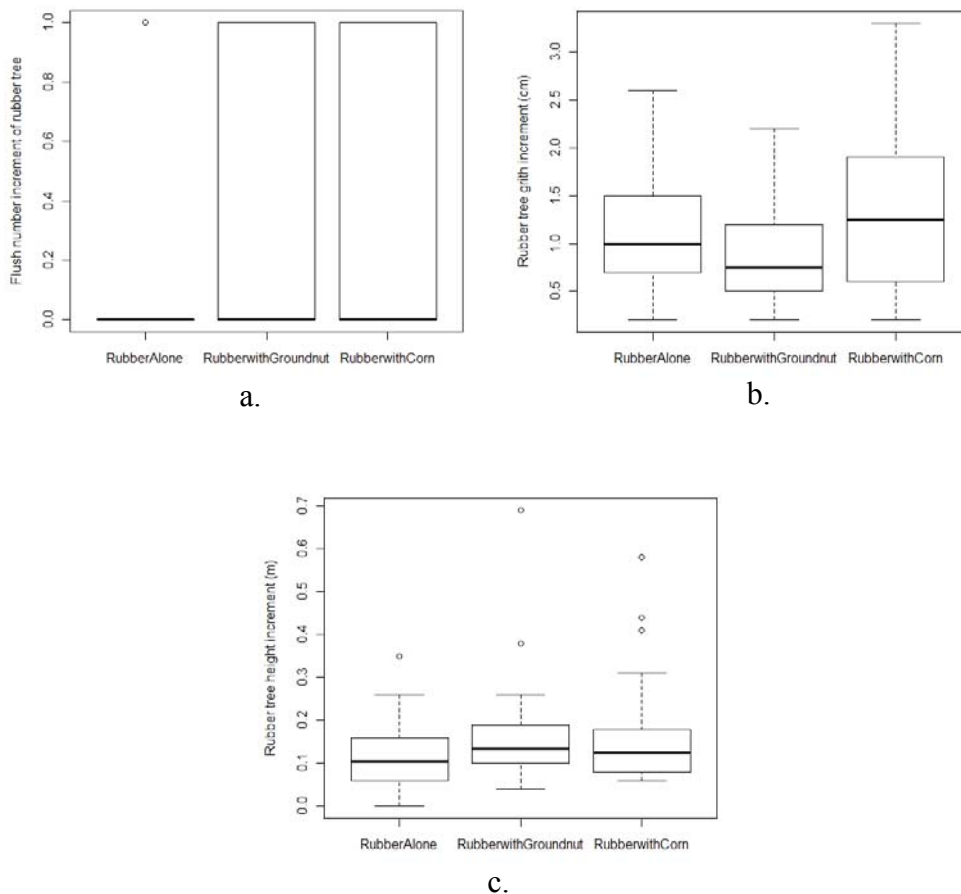 Flush number increment of rubber tree
1.0
0.8
0.6
0.4
0.2
0.0
RubberAlone RubberwithGroundnut RubberwithCorn
a.
Rubber tree grith increment (cm)
3.0
2.5
2.0
1.5
1.0
0.5
RubberAlone RubberwithGroundnut RubberwithCorn
b.
Rubber tree height increment (m)
0.7
0.6
0.5
0.4
0.3
0.2
0.1
0.0
RubberAlone RubberwithGroundnut RubberwithCorn
c.